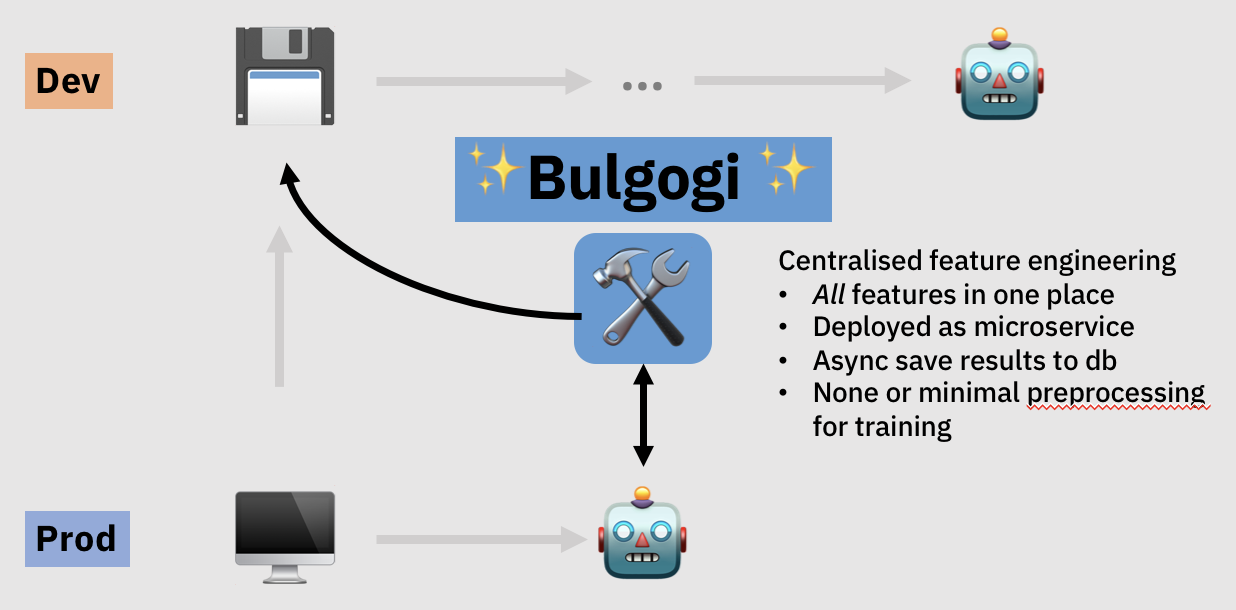 Dev
...
✨Bulgogi ✨
Centralised feature engineering
• All features in one place
• Deployed as microservice
• Async save results to db
• None or minimal preprocessing
for training
Prod